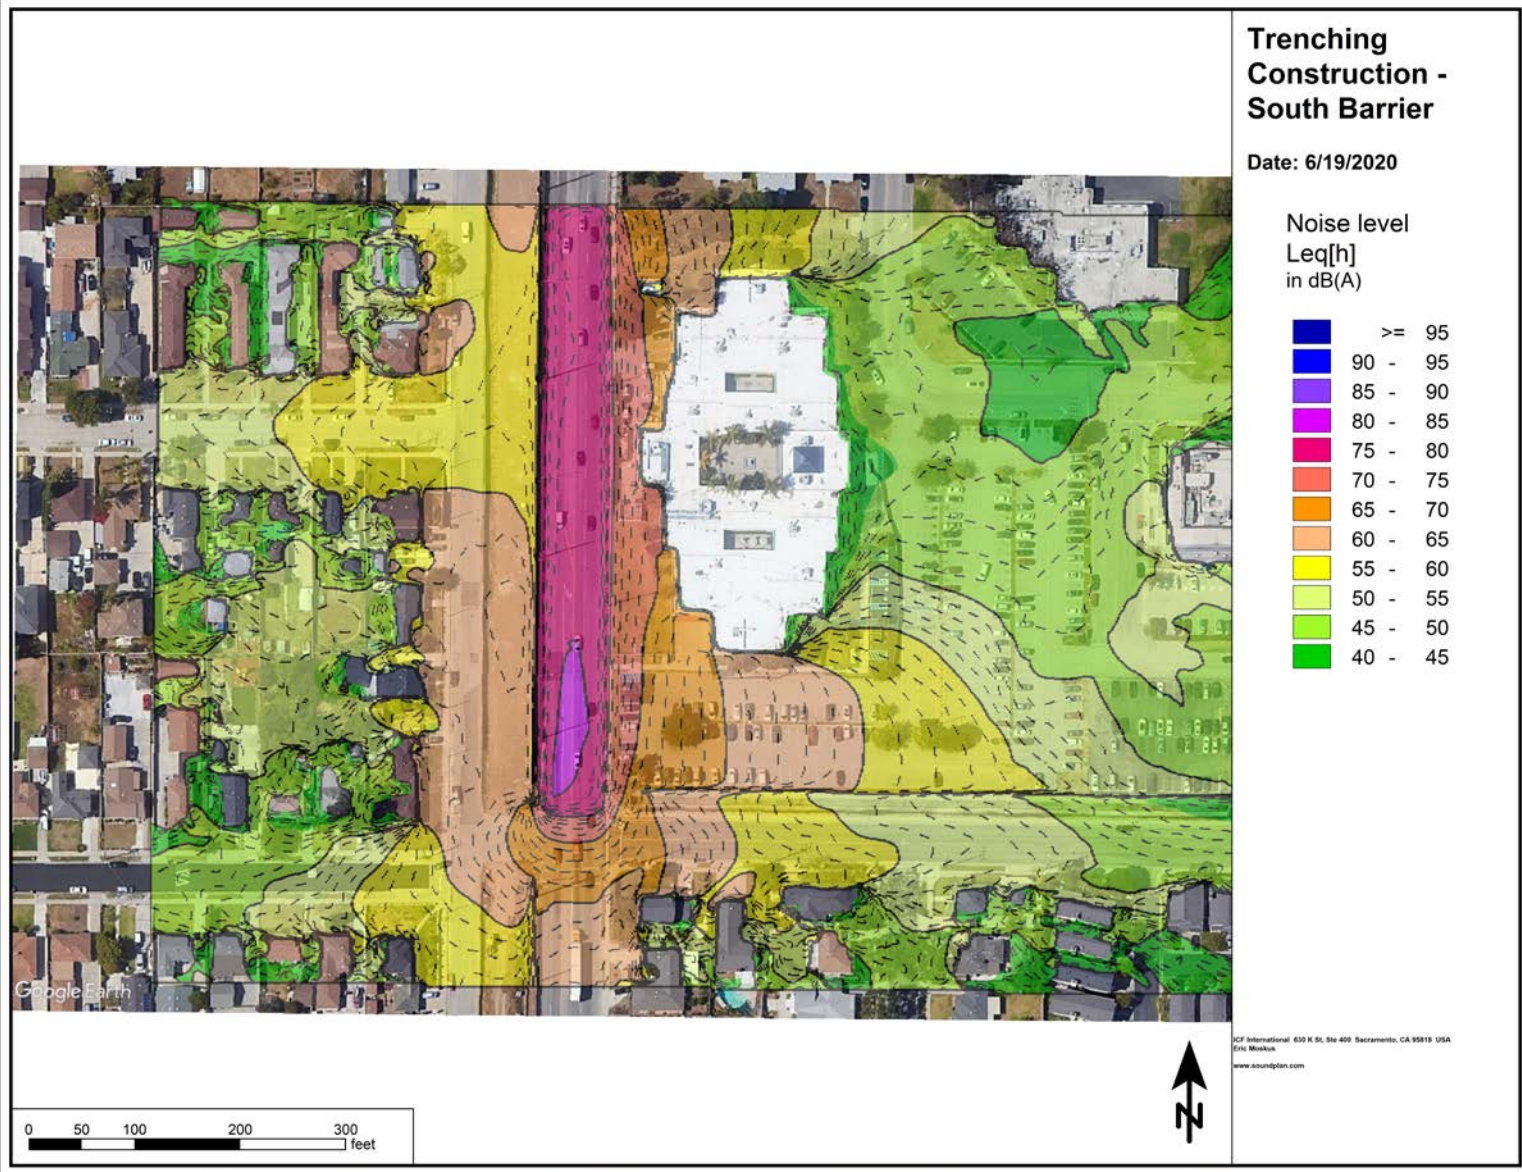 Trenching
Construction -
South Barrier
Date: 6/19/2020
Noise level
Leq[h]
in dB(A)
>= 95
90 - 95
85 - 90
80 - 85
75 - 80
70 - 75
65 - 70
60 - 65
55 - 60
50 - 55
45 - 50
40 - 45
Google Earth
ICF International 630 K St, Ste 400 Sacramento, CA 95818 USA
Eric Moskus
www.soundplan.com
N
0 50 100 200 300
feet